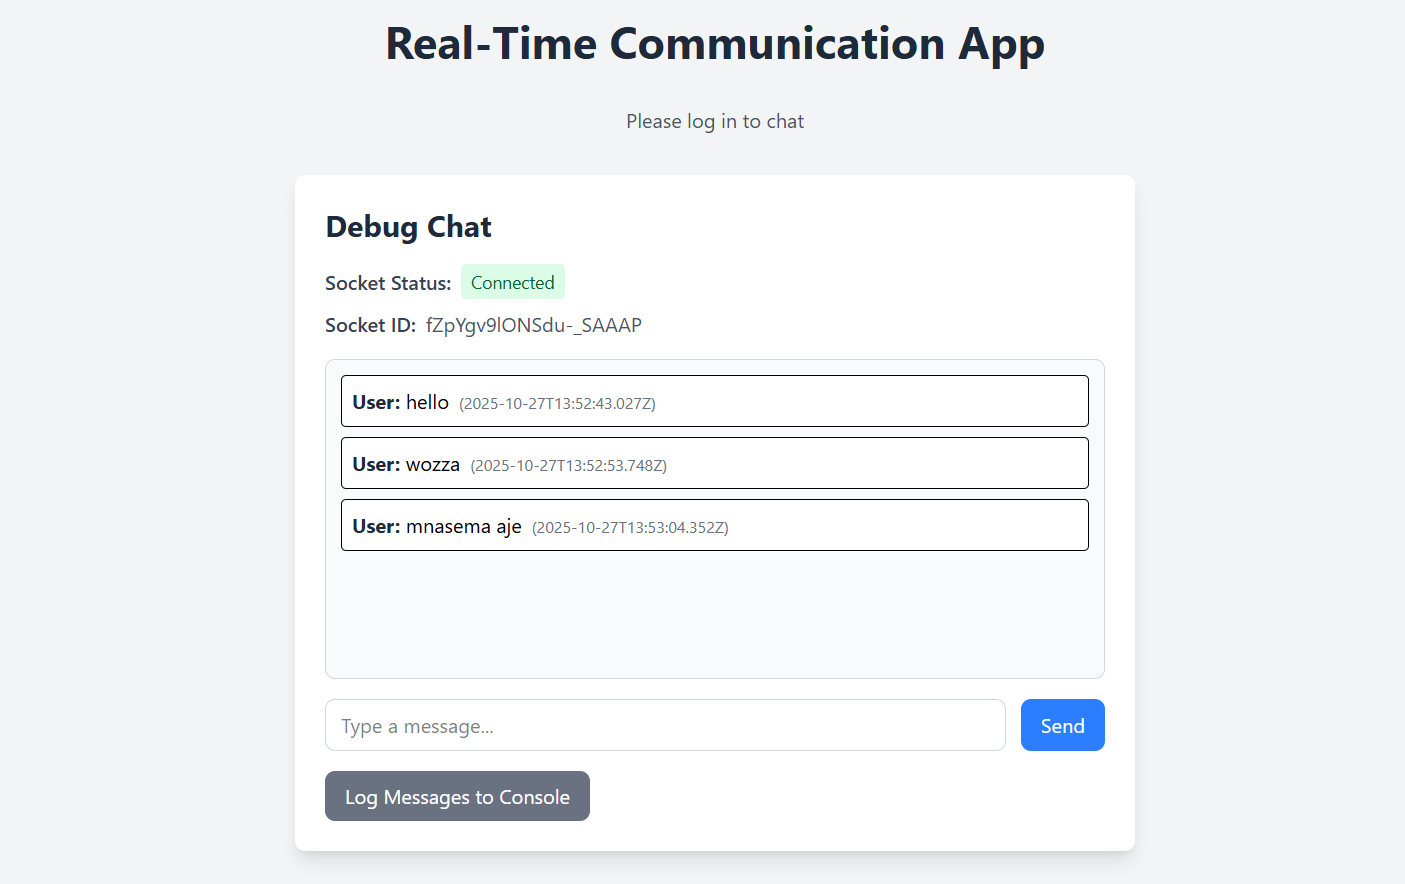 Real-Time Communication App
Please log in to chat
Debug Chat
Socket Status: Connected
Socket ID: fZpYgv9lONSdu-_SAAAP
User: hello (2025-10-27T13:52:43.027Z)
User: wozza (2025-10-27T13:52:53.748Z)
User: mnasema aje (2025-10-27T13:53:04.352Z)
Type a message...
Send
Log Messages to Console